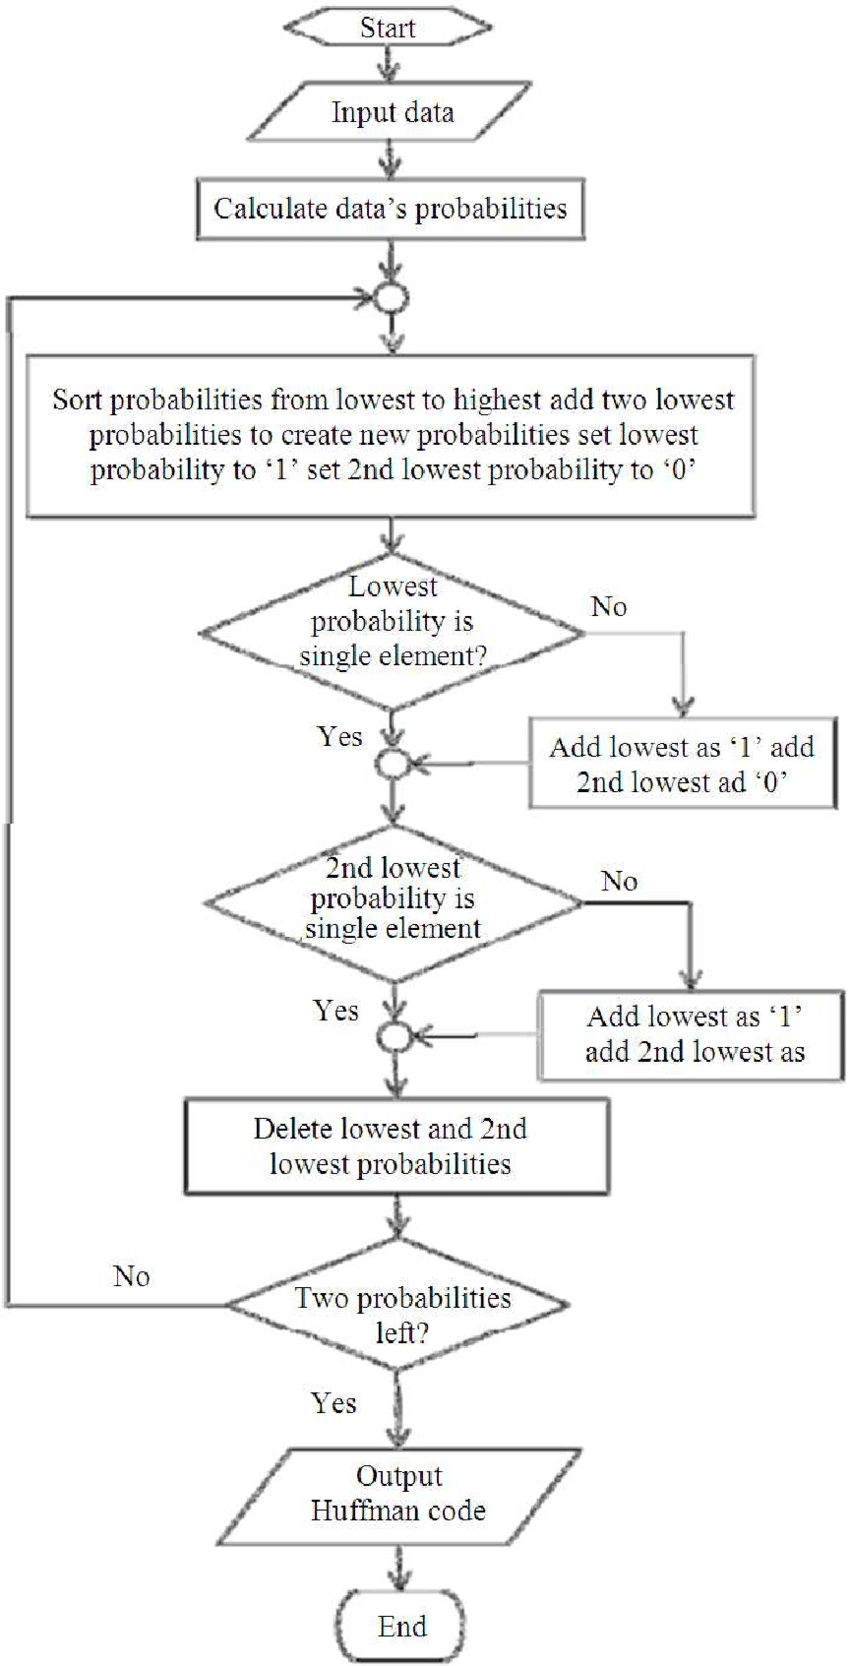 Start
Input data
Calculate data’s probabilities
Sort probabilities from lowest to highest add two lowest
probabilities to create new probabilities set lowest
probability to ‘1’ set 2nd lowest probability to ‘0’
Lowest
probability is
single element?
No
Yes
Add lowest as ‘1’ add
2nd lowest ad ‘0’
2nd lowest
probability is
single element
No
Yes
Add lowest as ‘1’
add 2nd lowest as
Delete lowest and 2nd
lowest probabilities
No
Two probabilities
left?
Yes
Output
Huffman code
End